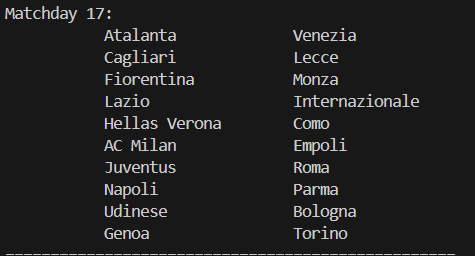 Matchday 17:
Atalanta Venezia
Cagliari Lecce
Fiorentina Monza
Lazio Internazionale
Hellas Verona Como
AC Milan Empoli
Juventus Roma
Napoli Parma
Udinese Bologna
Genoa Torino
--------------------------------------------------